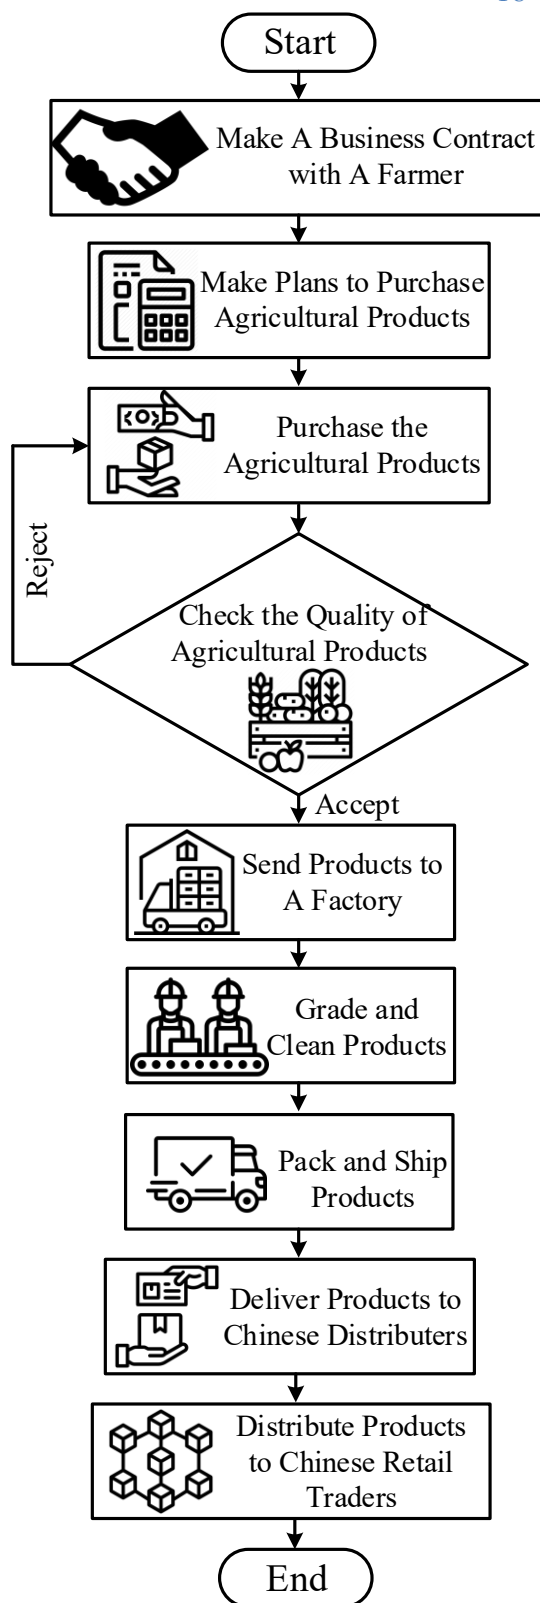 Start
Make A Business Contract
with A Farmer
Make Plans to Purchase
Agricultural Products
Purchase the
Agricultural Products
Reject
Check the Quality of
Agricultural Products
Accept
Send Products to
A Factory
Grade and
Clean Products
Pack and Ship
Products
Deliver Products to
Chinese Distributers
Distribute Products
to Chinese Retail
Traders
End